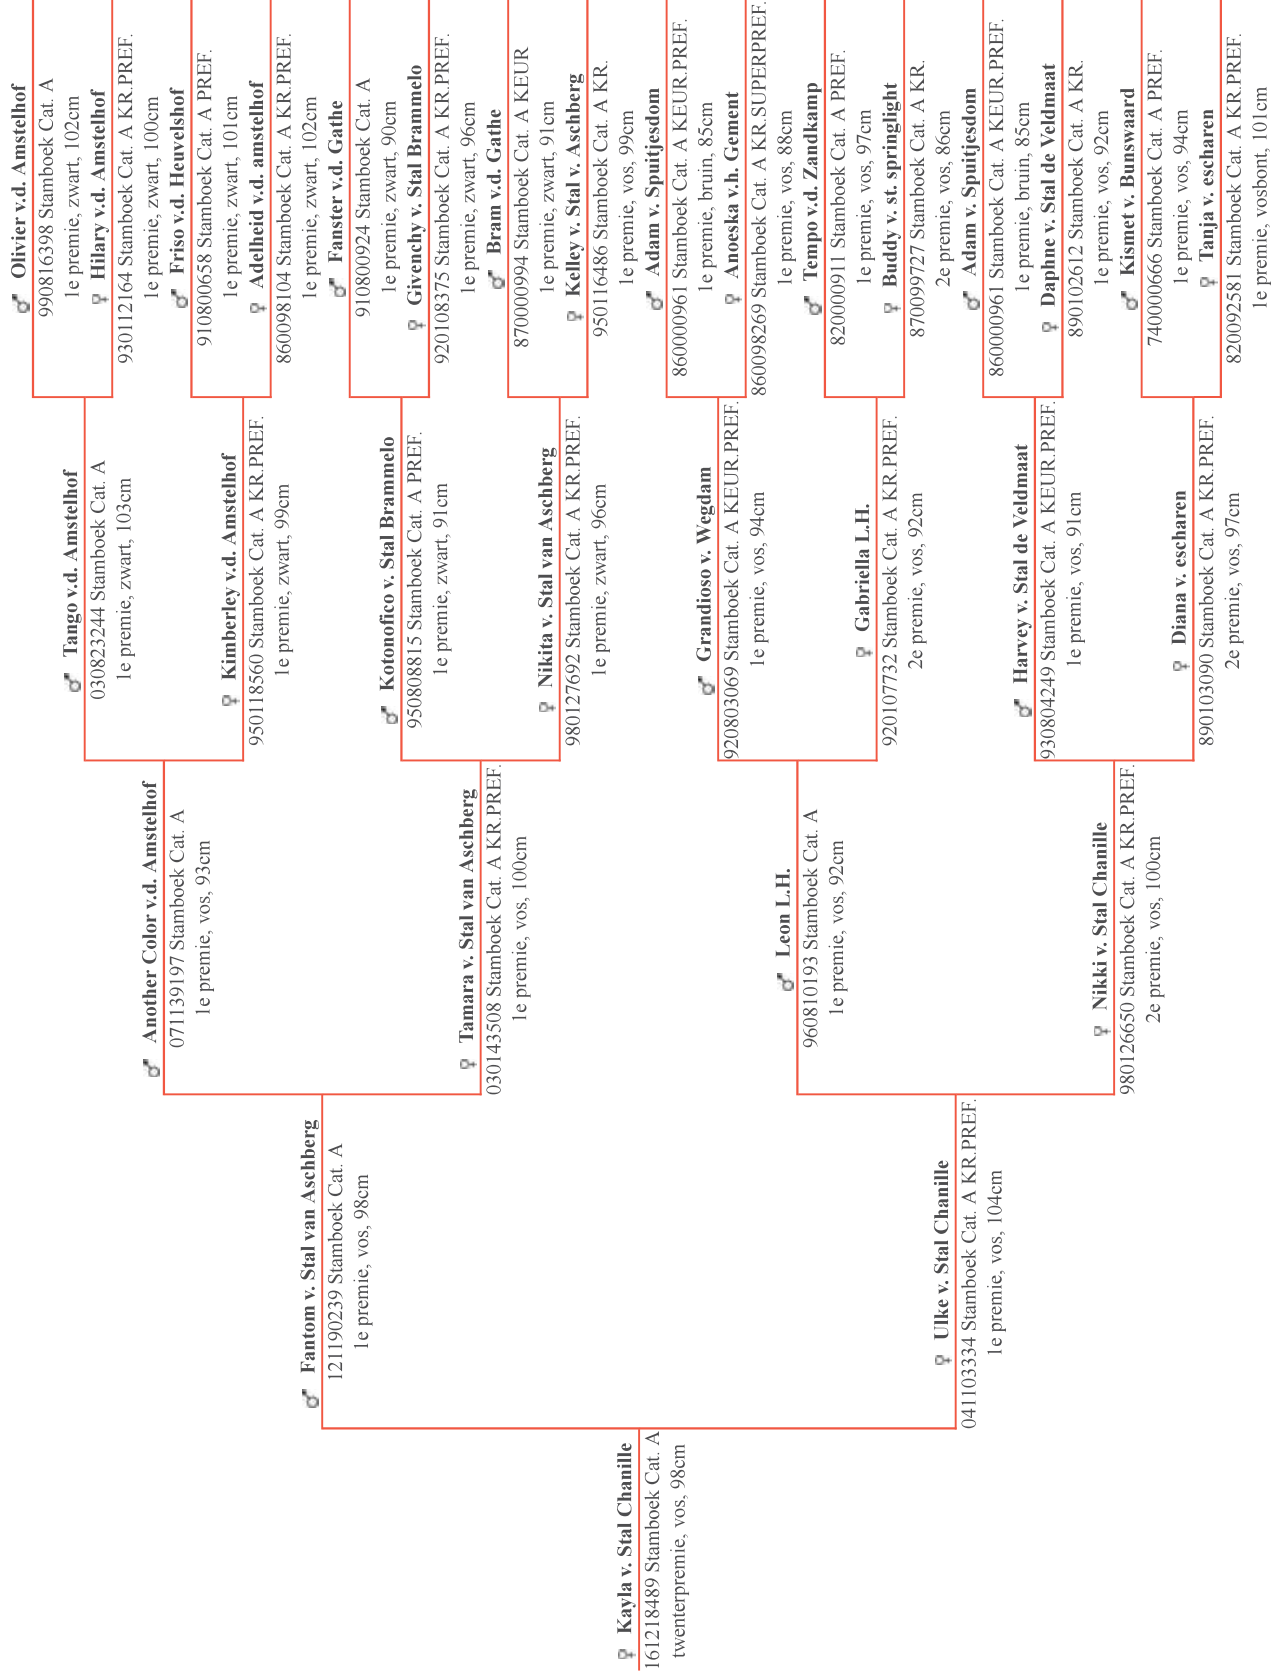 Kayla v. Stal Chanille
161218489 Stamboek Cat. A
twenterpremie, vos, 98cm
Fantom v. Stal van Aschberg
121190239 Stamboek Cat. A
1e premie, vos, 98cm
Ulke v. Stal Chanille
041103334 Stamboek Cat. A KR.PREF.
1e premie, vos, 104cm
Another Color v.d. Amstelhof
071139197 Stamboek Cat. A
1e premie, vos, 93cm
Tamara v. Stal van Aschberg
030143508 Stamboek Cat. A KR.PREF.
1e premie, vos, 100cm
Leon L.H.
960810193 Stamboek Cat. A
1e premie, vos, 92cm
Nikki v. Stal Chanille
980126650 Stamboek Cat. A KR.PREF.
2e premie, vos, 100cm
Tango v.d. Amstelhof
030823244 Stamboek Cat. A
1e premie, zwart, 103cm
Kimberley v.d. Amstelhof
950118560 Stamboek Cat. A KR.PREF.
1e premie, zwart, 99cm
Kotonofico v. Stal Brammelo
950808815 Stamboek Cat. A PREF.
1e premie, zwart, 91cm
Nikita v. Stal van Aschberg
980127692 Stamboek Cat. A KR.PREF.
1e premie, zwart, 96cm
Grandioso v. Wegdam
920803069 Stamboek Cat. A KEUR.PREF.
1e premie, vos, 94cm
Gabriella L.H.
920107732 Stamboek Cat. A KR.PREF.
2e premie, vos, 92cm
Harvey v. Stal de Veldmaat
930804249 Stamboek Cat. A KEUR.PREF.
1e premie, vos, 91cm
Diana v. escharen
890103090 Stamboek Cat. A KR.PREF.
2e premie, vos, 97cm
Olivier v.d. Amstelhof
990816398 Stamboek Cat. A
1e premie, zwart, 102cm
Hilary v.d. Amstelhof
930112164 Stamboek Cat. A KR.PREF.
1e premie, zwart, 100cm
Friso v.d. Heuvelshof
910800658 Stamboek Cat. A PREF.
1e premie, zwart, 101cm
Adelheid v.d. amstelhof
860098104 Stamboek Cat. A KR.PREF.
1e premie, zwart, 102cm
Fanster v.d. Gathe
910800924 Stamboek Cat. A
1e premie, zwart, 90cm
Givenchy v. Stal Brammelo
920108375 Stamboek Cat. A KR.PREF.
1e premie, zwart, 96cm
Bram v.d. Gathe
870000994 Stamboek Cat. A KEUR
1e premie, zwart, 91cm
Kelley v. Stal v. Aschberg
950116486 Stamboek Cat. A KR.
1e premie, vos, 99cm
Adam v. Spuitjesdom
860000961 Stamboek Cat. A KEUR.PREF.
1e premie, bruin, 85cm
Anoeska v.h. Gement
860098269 Stamboek Cat. A KR.SUPERPREF.
1e premie, vos, 88cm
Tempo v.d. Zandkamp
820000911 Stamboek Cat. A PREF.
1e premie, vos, 97cm
Buddy v. st. springlight
870099727 Stamboek Cat. A KR.
2e premie, vos, 86cm
Adam v. Spuitjesdom
860000961 Stamboek Cat. A KEUR.PREF.
1e premie, bruin, 85cm
Daphne v. Stal de Veldmaat
890102612 Stamboek Cat. A KR.
1e premie, vos, 92cm
Kismet v. Bunswaard
740000666 Stamboek Cat. A PREF.
1e premie, vos, 94cm
Tanja v. escharen
820092581 Stamboek Cat. A KR.PREF.
1e premie, vosbont, 101cm